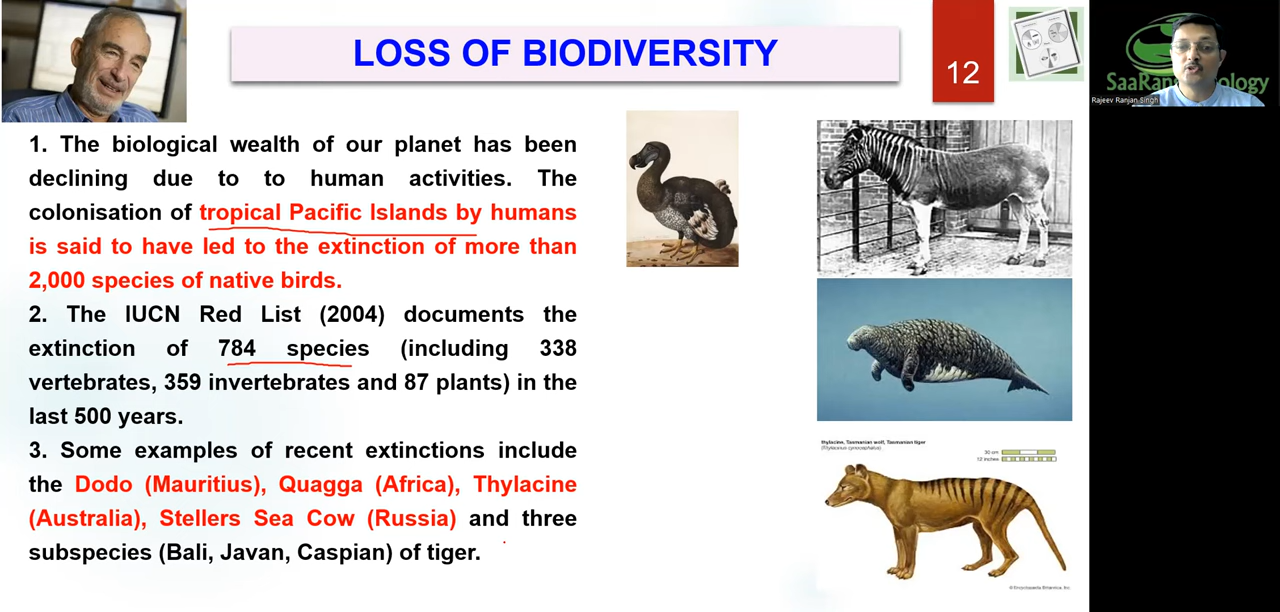 LOSS OF BIODIVERSITY
12
Rajeev Ranjan Singh
1. The biological wealth of our planet has been
declining due to to human activities. The
colonisation of tropical Pacific Islands by humans
is said to have led to the extinction of more than
2,000 species of native birds.
2. The IUCN Red List (2004) documents the
extinction of 784 species (including 338
vertebrates, 359 invertebrates and 87 plants) in the
last 500 years.
3. Some examples of recent extinctions include
the Dodo (Mauritius), Quagga (Africa), Thylacine
(Australia), Stellers Sea Cow (Russia) and three
subspecies (Bali, Javan, Caspian) of tiger.
thylacine, Tasmanian wolf, Tasmanian tiger
(Thylacinus cynocephalus)
30 cm
12 inches
© Encyclopædia Britannica, Inc.